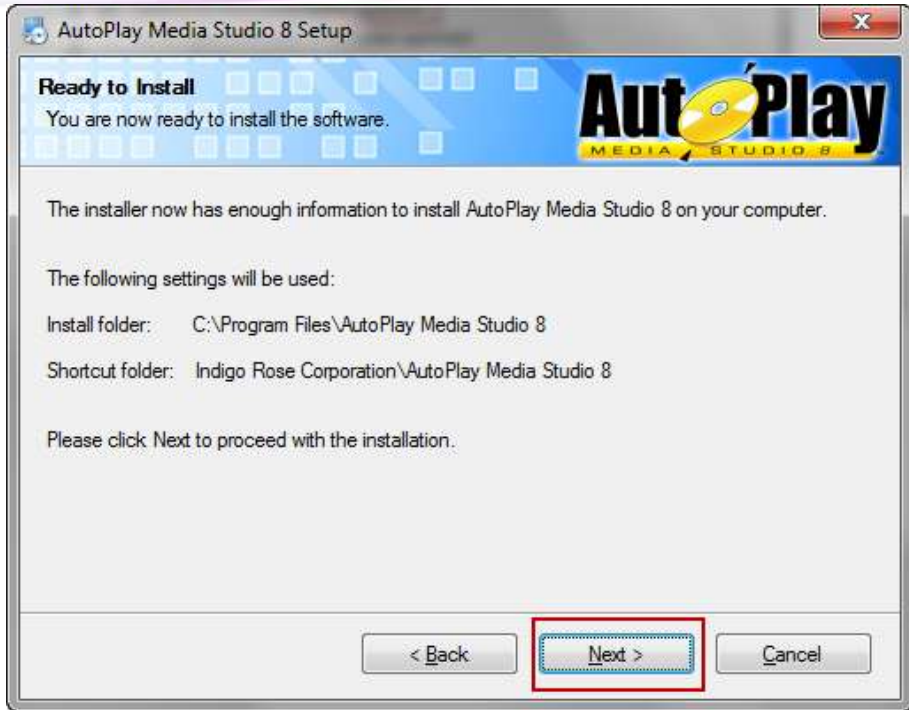 AutoPlay Media Studio 8 Setup
Ready to Install
You are now ready to install the software.
AutoPlay
MEDIA STUDIO 8
The installer now has enough information to install AutoPlay Media Studio 8 on your computer.
The following settings will be used:
Install folder: C:\Program Files\AutoPlay Media Studio 8
Shortcut folder: Indigo Rose Corporation\AutoPlay Media Studio 8
Please click Next to proceed with the installation.
< Back
Next >
Cancel